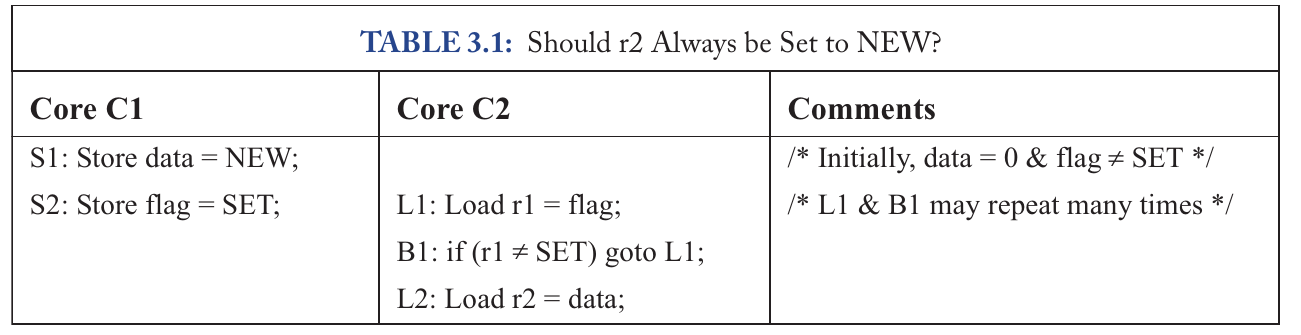 TABLE 3.1: Should r2 Always be Set to NEW?
Core C1 Core C2 Comments
S1: Store data = NEW; /* Initially, data = 0 & flag ≠ SET */
S2: Store flag = SET; L1: Load r1 = flag; /* L1 & B1 may repeat many times */
B1: if (r1 ≠ SET) goto L1;
L2: Load r2 = data;